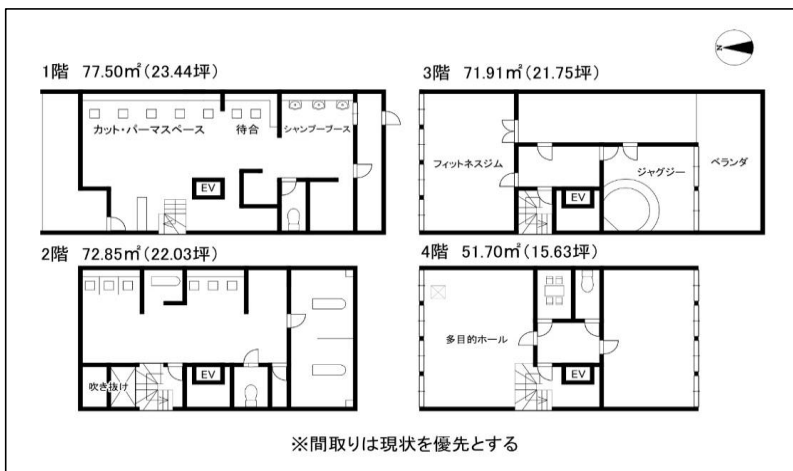 N
1階 77.50㎡(23.44坪)
カット・パーマスペース
待合
シャンプーブース
EV
3階 71.91㎡(21.75坪)
フィットネスジム
ジャグジー
ベランダ
EV
2階 72.85㎡(22.03坪)
吹き抜け
EV
4階 51.70㎡(15.63坪)
多目的ホール
EV
※間取りは現状を優先とする